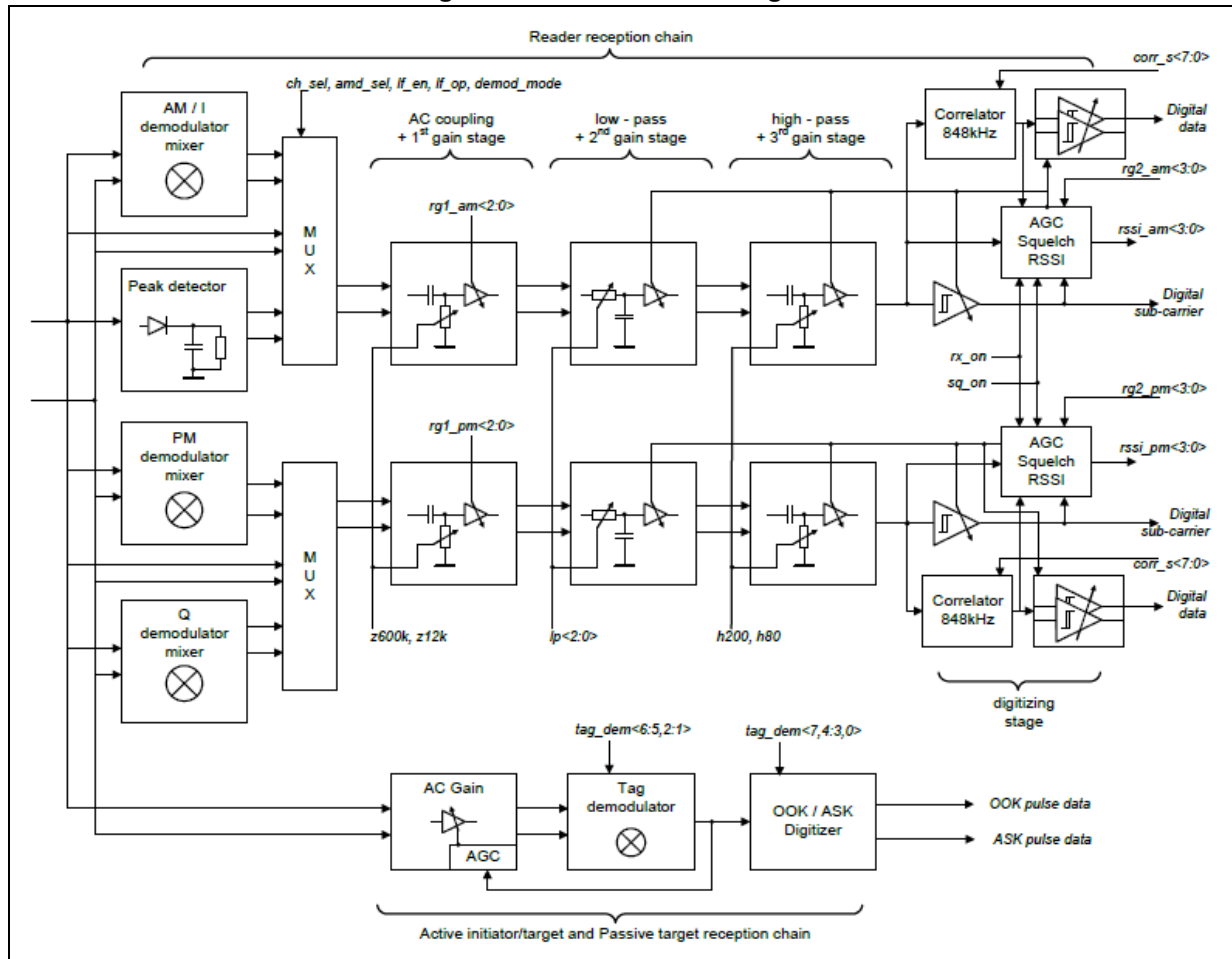 Reader reception chain
corr_s<7:0>
ch_sel, amd_sel, lf_en, lf_op, demod_mode
AM / I
demodulator
mixer
AC coupling
+ 1st gain stage
low - pass
+ 2nd gain stage
high - pass
+ 3rd gain stage
Correlator
848kHz
Digital
data
rg1_am<2:0>
rg2_am<3:0>
M
U
X
AGC
Squelch
RSSI
rssi_am<3:0>
Peak detector
Digital
sub-carrier
rx_on
sq_on
rg2_pm<3:0>
PM
demodulator
mixer
rg1_pm<2:0>
AGC
Squelch
RSSI
rssi_pm<3:0>
M
U
X
Digital
sub-carrier
corr_s<7:0>
Q
demodulator
mixer
Correlator
848kHz
Digital
data
z600k, z12k
lp<2:0>
h200, h80
digitizing
stage
tag_dem<6:5,2:1>
tag_dem<7,4:3,0>
AC Gain
AGC
Tag
demodulator
OOK / ASK
Digitizer
OOK pulse data
ASK pulse data
Active initiator/target and Passive target reception chain